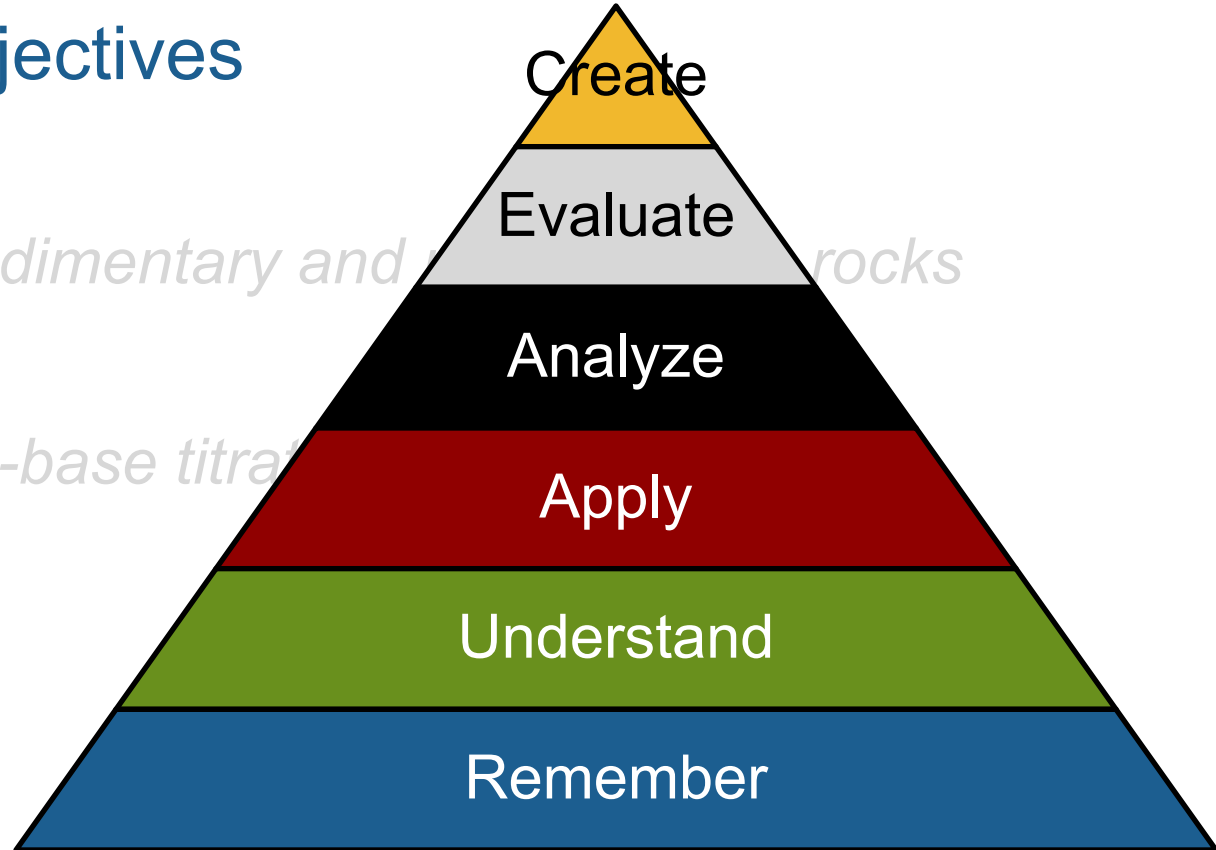 jectives
Create
Evaluate
dimentary and rocks
Analyze
-base titrat
Apply
Understand
Remember